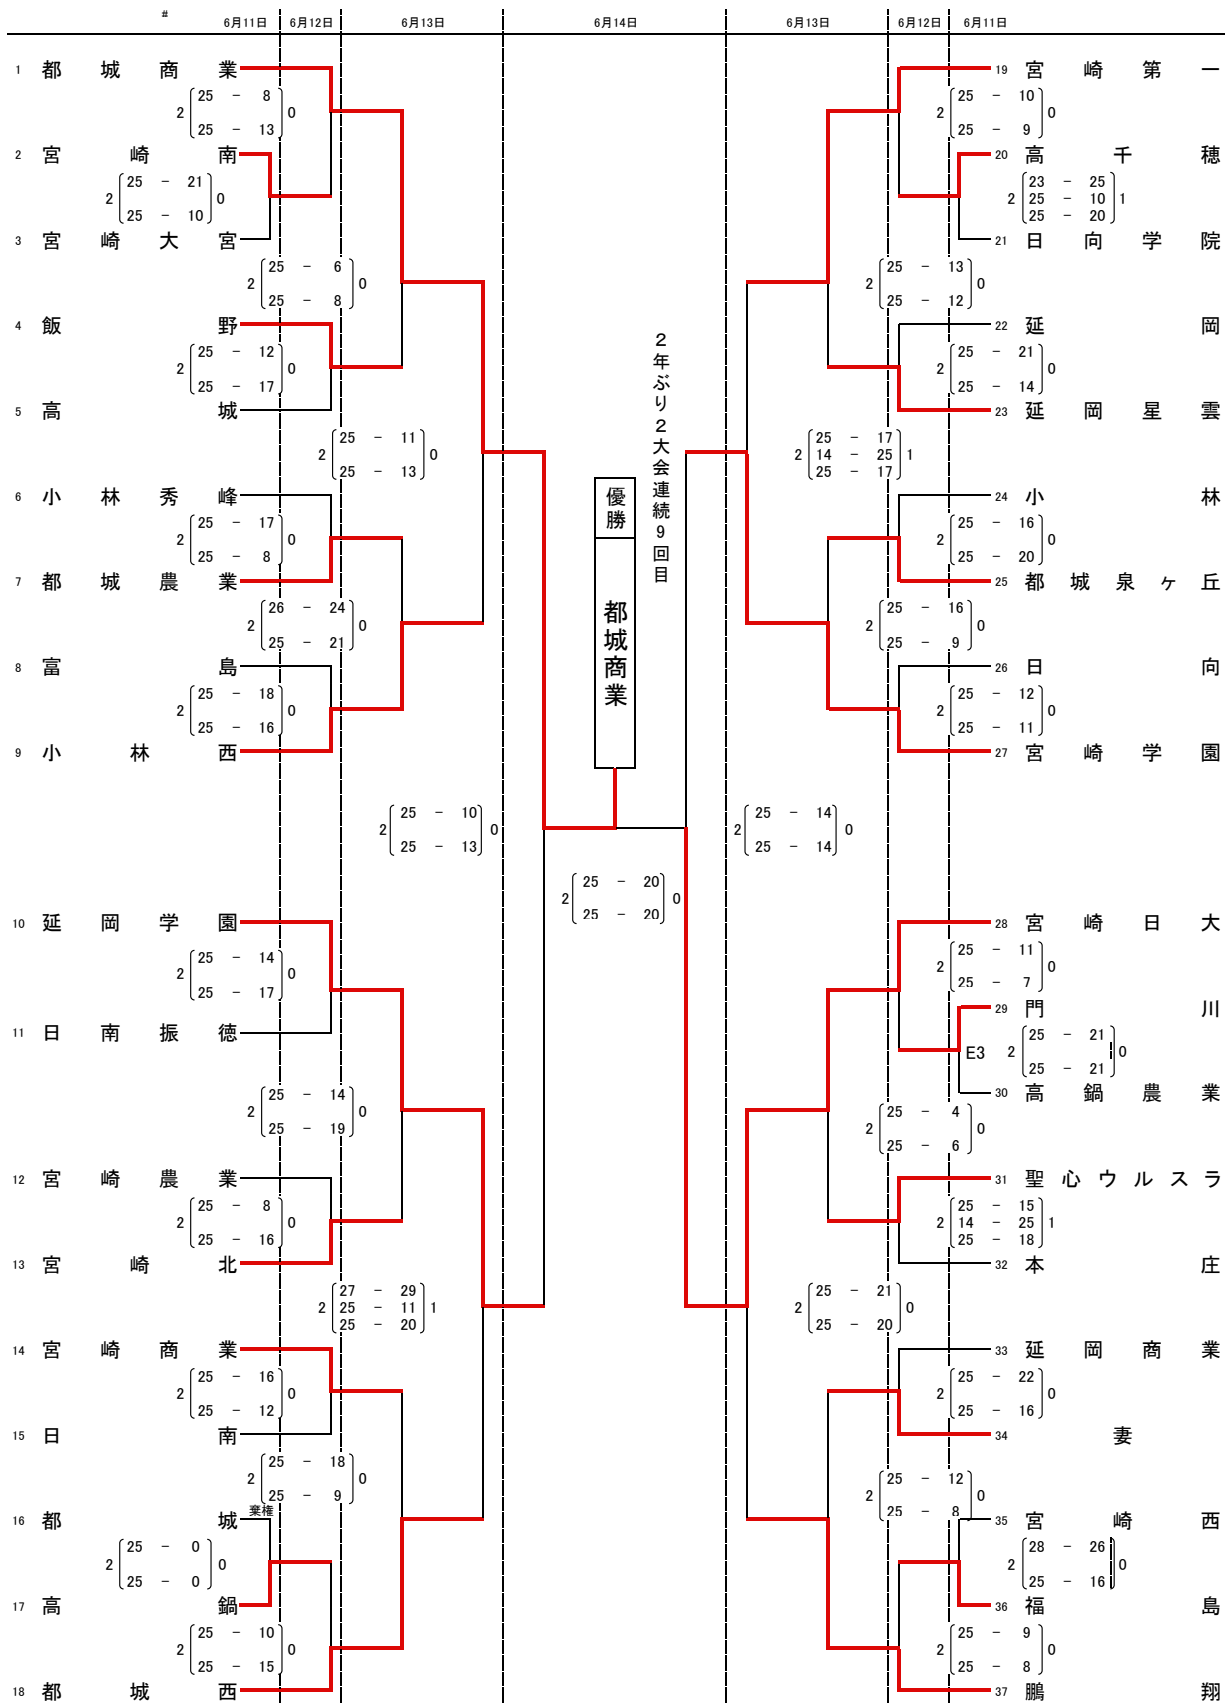 #
6月11日 6月12日 6月13日 6月14日 6月13日 6月12日 6月11日
1 都城商業
2 25 - 8 0
25 - 13
2 宮崎南
2 25 - 21 0
25 - 10
3 宮崎大宮
2 25 - 6 0
25 - 8
4 飯野
2 25 - 12 0
25 - 17
5 高城
2 25 - 11 0
25 - 13
6 小林秀峰
2 25 - 17 0
25 - 8
7 都城農業
2 26 - 24 0
25 - 21
8 富島
2 25 - 18 0
25 - 16
9 小林西
2 25 - 10 0
25 - 13
10 延岡学園
2 25 - 14 0
25 - 17
11 日南振徳
2 25 - 14 0
25 - 19
12 宮崎農業
2 25 - 8 0
25 - 16
13 宮崎北
27 - 29
2 25 - 11 1
25 - 20
14 宮崎商業
2 25 - 16 0
25 - 12
15 日南
2 25 - 18 0
25 - 9
16 都城 棄権
2 25 - 0 0
25 - 0
17 高鍋
2 25 - 10 0
25 - 15
18 都城西
2年ぶり2大会連続9回目
優勝
都城商業
2 25 - 20 0
25 - 20
19 宮崎第一
2 25 - 10 0
25 - 9
20 高千穂
23 - 25
2 25 - 10 1
25 - 20
21 日向学院
2 25 - 13 0
25 - 12
22 延岡
2 25 - 21 0
25 - 14
23 延岡星雲
25 - 17
2 14 - 25 1
25 - 17
24 小林
2 25 - 16 0
25 - 20
25 都城泉ヶ丘
2 25 - 16 0
25 - 9
26 日向
2 25 - 12 0
25 - 11
27 宮崎学園
2 25 - 14 0
25 - 14
28 宮崎日大
2 25 - 11 0
25 - 7
29 門川
E3 2 25 - 21 0
25 - 21
30 高鍋農業
2 25 - 4 0
25 - 6
31 聖心ウルスラ
25 - 15
2 14 - 25 1
25 - 18
32 本庄
2 25 - 21 0
25 - 20
33 延岡商業
2 25 - 22 0
25 - 16
34 妻
2 25 - 12 0
25 - 8
35 宮崎西
2 28 - 26 0
25 - 16
36 福島
2 25 - 9 0
25 - 8
37 鵬翔